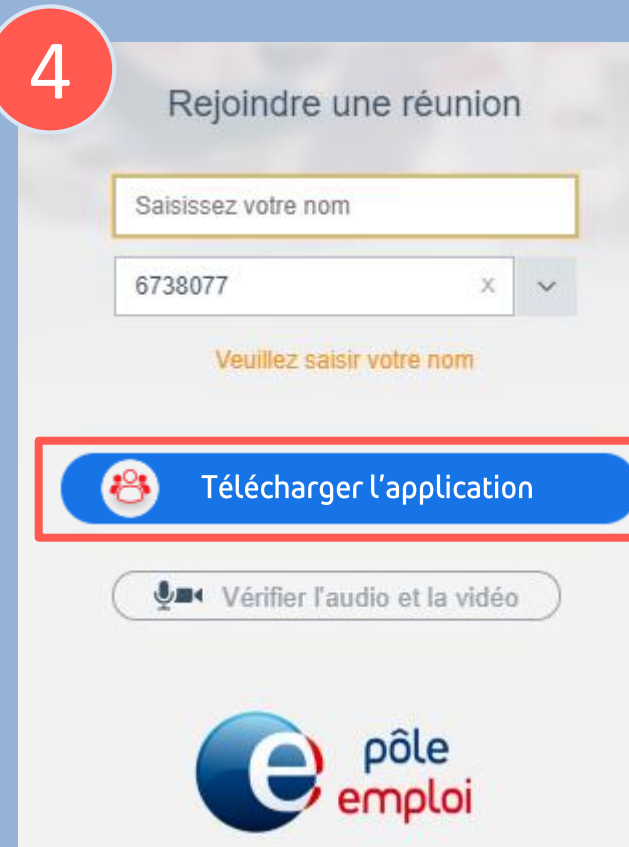 4
Rejoindre une réunion
Saisissez votre nom
6738077 x
Veuillez saisir votre nom
Télécharger l'application
Vérifier l'audio et la vidéo
e pôle
emploi